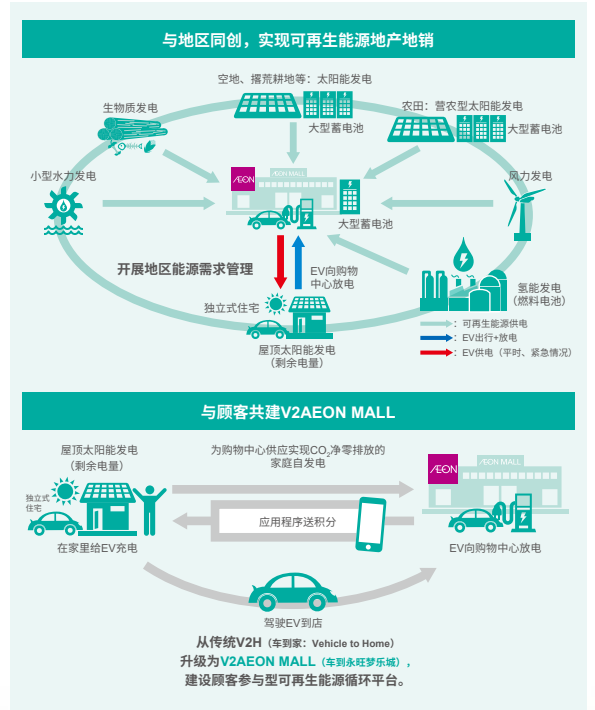 与地区同创，实现可再生能源地产地销
空地、撂荒耕地等：太阳能发电
大型蓄电池
农田：营农型太阳能发电
大型蓄电池
生物质发电
小型水力发电
风力发电
AEON
ÆON MALL
大型蓄电池
开展地区能源需求管理
EV向购物
中心放电
氢能发电
（燃料电池）
独立式住宅
屋顶太阳能发电
（剩余电量）
：可再生能源供电
：EV出行+放电
：EV供电（平时、紧急情况）
与顾客共建V2AEON MALL
屋顶太阳能发电
（剩余电量）
独立式
住宅
在家里给EV充电
为购物中心供应实现CO₂净零排放的
家庭自发电
应用程序送积分
ÆON
ÆON MALL
EV向购物中心放电
驾驶EV到店
从传统V2H（车到家：Vehicle to Home）
升级为V2AEON MALL（车到永旺梦乐城），
建设顾客参与型可再生能源循环平台。